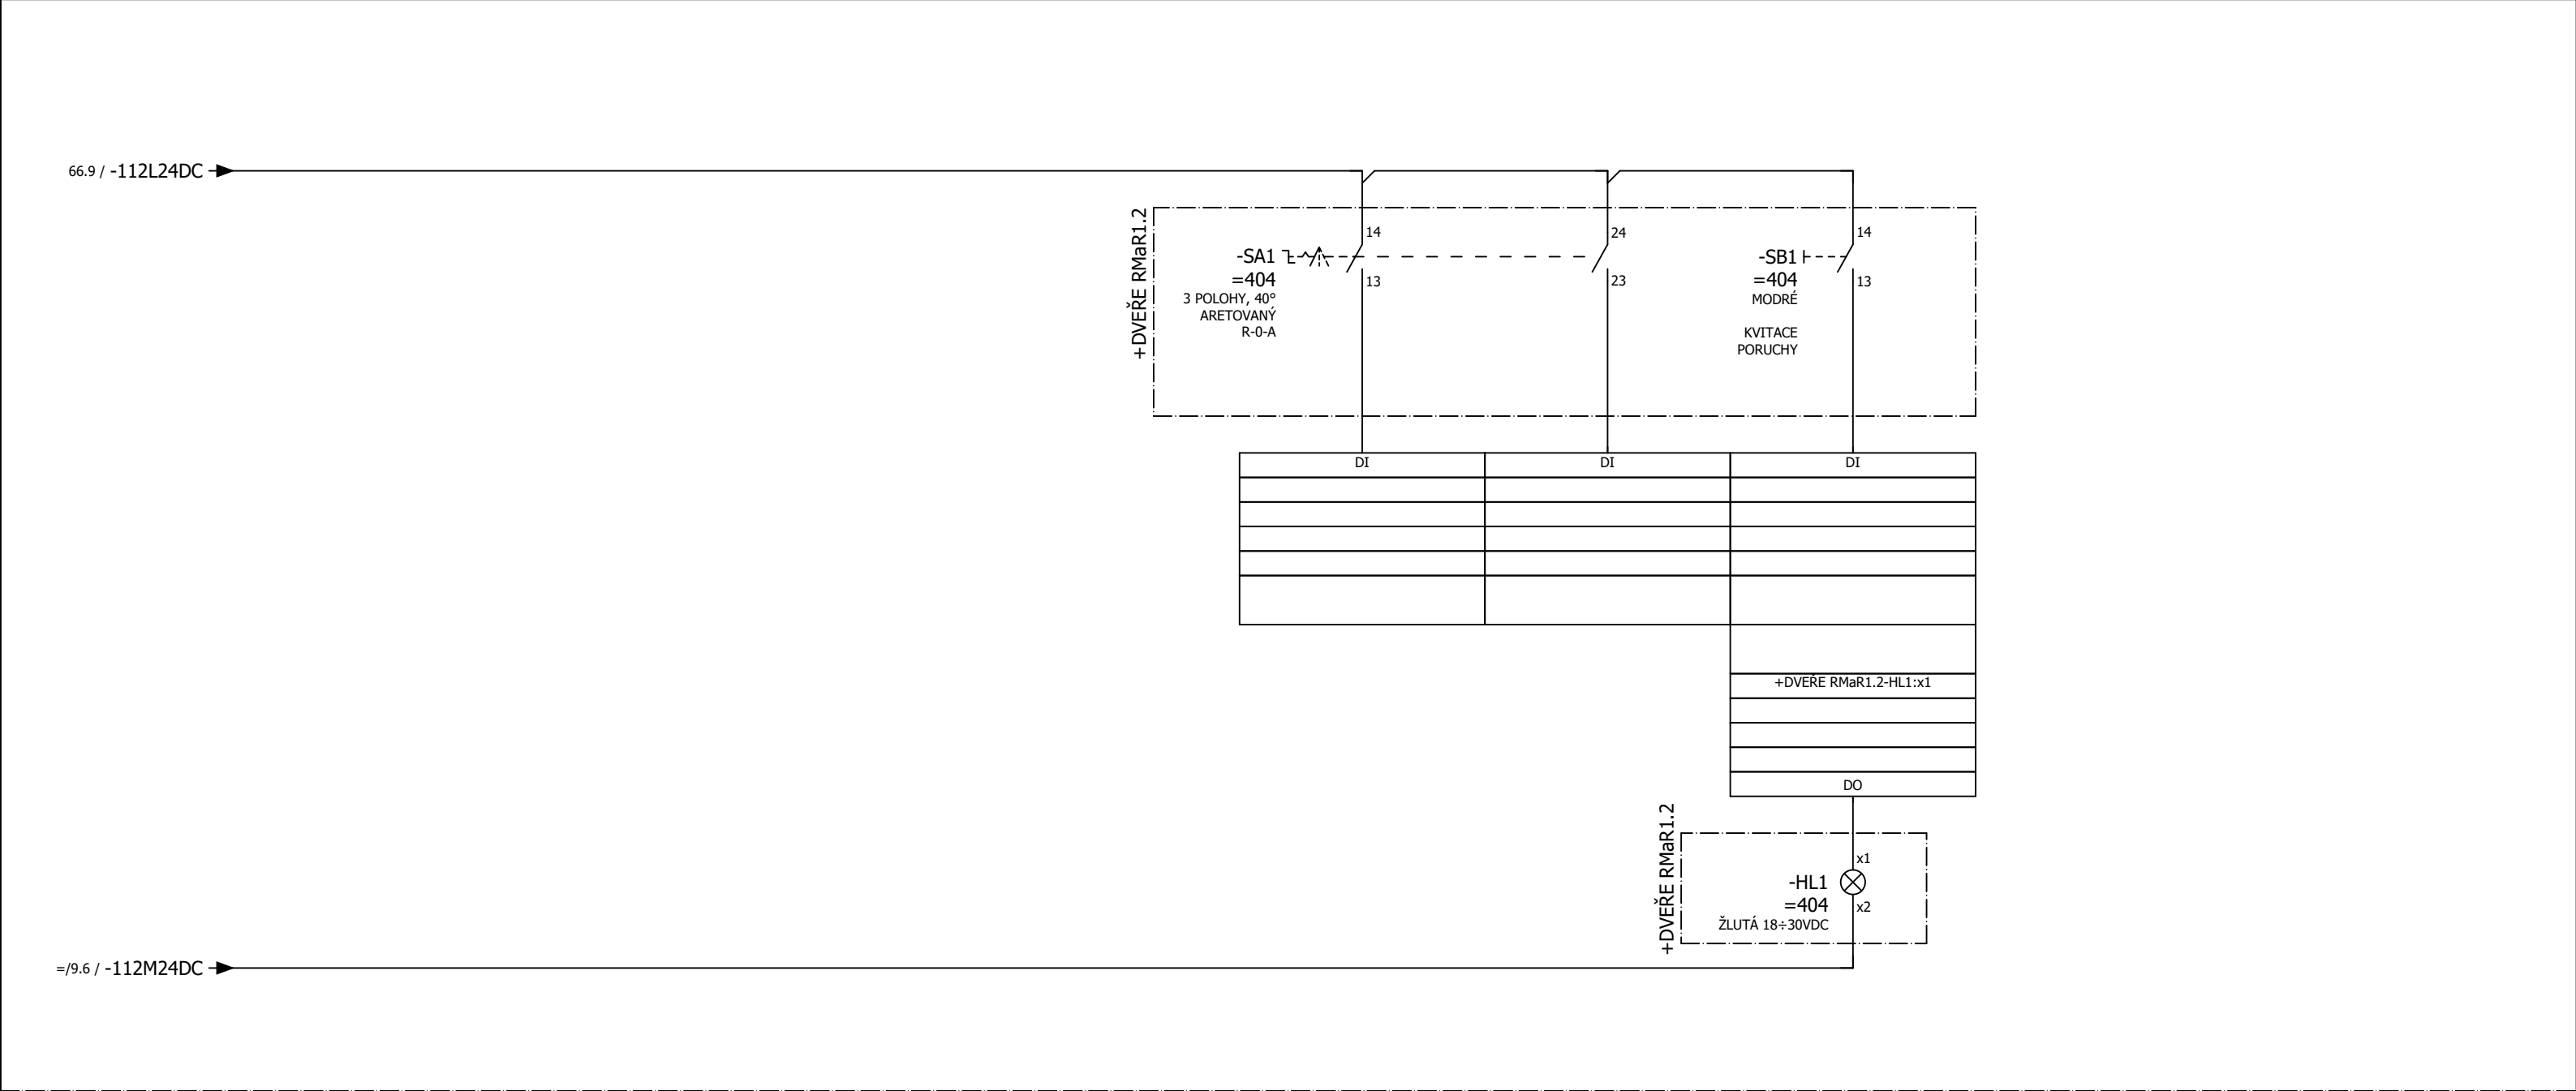 66.9 / -112L24DC
+DVEŘE RMaR1.2
-SA1
=404
3 POLOHY, 40°
ARETOVANÝ
R-0-A
14
13
24
23
-SB1
=404
MODRÉ
KVITACE
PORUCHY
14
13
DI
DI
DI
+DVEŘE RMaR1.2-HL1:x1
DO
+DVEŘE RMaR1.2
x1
-HL1
=404
x2
ŽLUTÁ 18÷30VDC
=/9.6 / -112M24DC